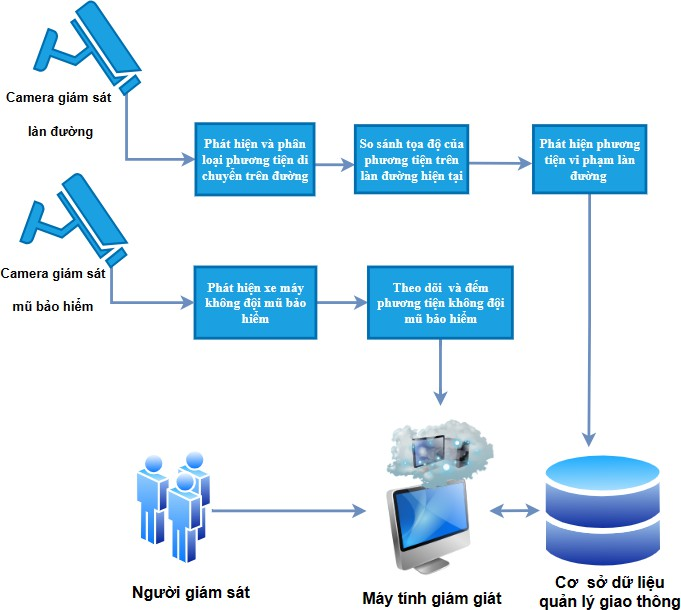 Camera giám sát
làn đường
Phát hiện và phân
loại phương tiện di
chuyển trên đường
So sánh tọa độ của
phương tiện trên
làn đường hiện tại
Phát hiện phương
tiện vi phạm làn
đường
Camera giám sát
mũ bảo hiểm
Phát hiện xe máy
không đội mũ bảo
hiểm
Theo dõi và đếm
phương tiện không đội
mũ bảo hiểm
Người giám sát
Máy tính giám giát
Cơ sở dữ liệu
quản lý giao thông